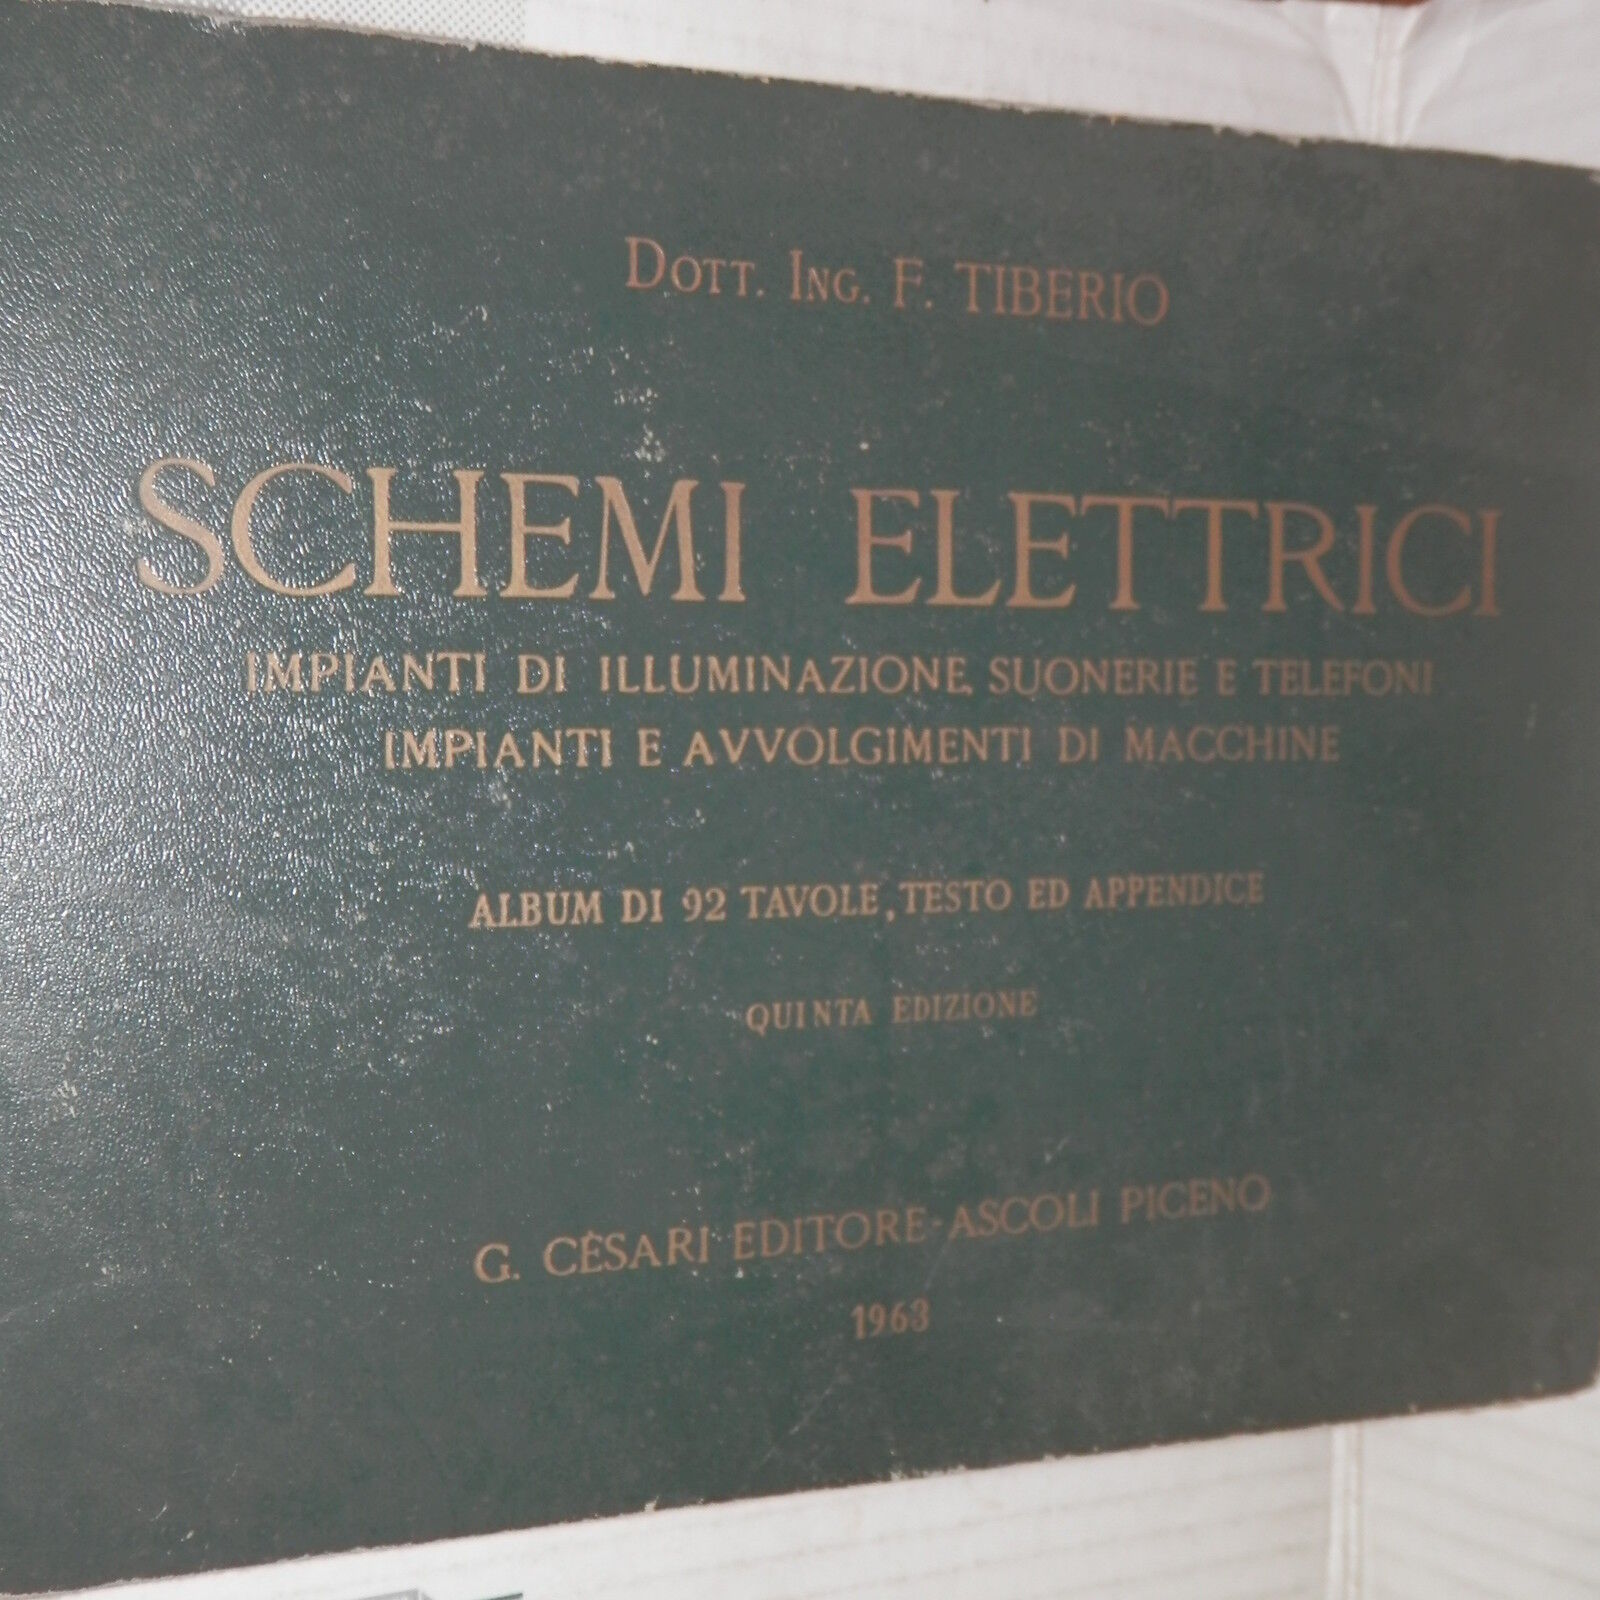 DOTT. ING. F. TIBERIO
SCHEMI ELETTRICI
IMPIANTI DI ILLUMINAZIONE, SUONERIE E TELEFONI
IMPIANTI E AVVOLGIMENTI DI MACCHINE
ALBUM DI 92 TAVOLE, TESTO ED APPENDICE
QUINTA EDIZIONE
G. CÈSARI EDITORE-ASCOLI PICENO
1963